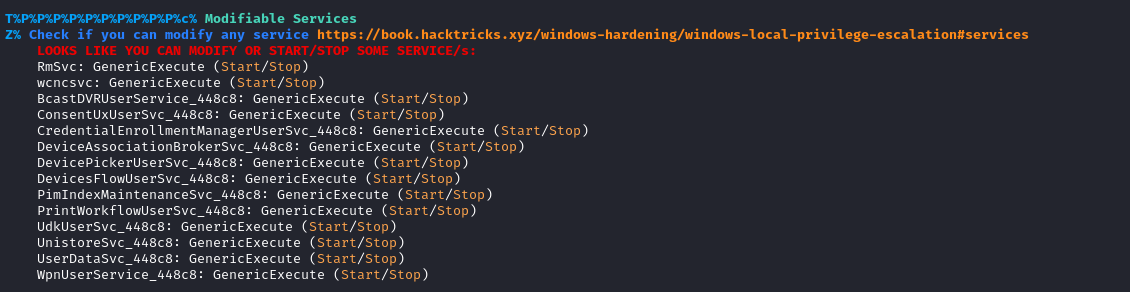 T%P%P%P%P%P%P%P%P%P%P%c% Modifiable Services
Z% Check if you can modify any service https://book.hacktricks.xyz/windows-hardening/windows-local-privilege-escalation#services
LOOKS LIKE YOU CAN MODIFY OR START/STOP SOME SERVICE/s:
RmSvc: GenericExecute (Start/Stop)
wcncsvc: GenericExecute (Start/Stop)
BcastDVRUserService_448c8: GenericExecute (Start/Stop)
ConsentUxUserSvc_448c8: GenericExecute (Start/Stop)
CredentialEnrollmentManagerUserSvc_448c8: GenericExecute (Start/Stop)
DeviceAssociationBrokerSvc_448c8: GenericExecute (Start/Stop)
DevicePickerUserSvc_448c8: GenericExecute (Start/Stop)
DevicesFlowUserSvc_448c8: GenericExecute (Start/Stop)
PimIndexMaintenanceSvc_448c8: GenericExecute (Start/Stop)
PrintWorkflowUserSvc_448c8: GenericExecute (Start/Stop)
UdkUserSvc_448c8: GenericExecute (Start/Stop)
UnistoreSvc_448c8: GenericExecute (Start/Stop)
UserDataSvc_448c8: GenericExecute (Start/Stop)
WpnUserService_448c8: GenericExecute (Start/Stop)